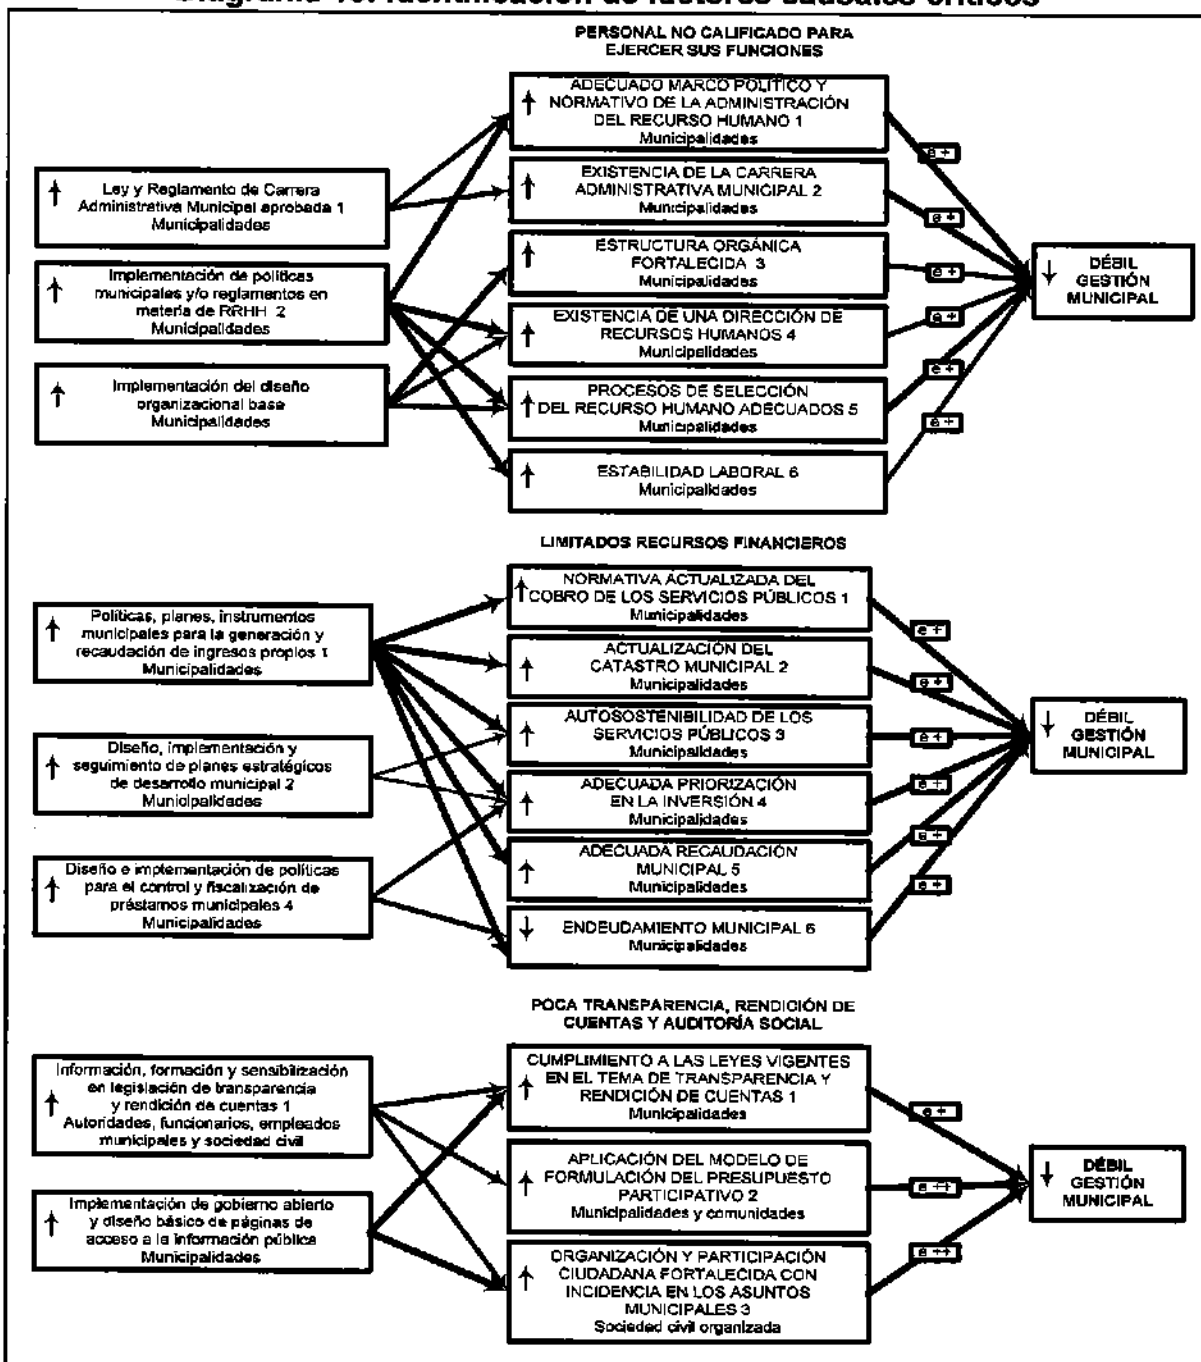 PERSONAL NO CALIFICADO PARA
EJERCER SUS FUNCIONES
Ley y Reglamento de Carrera
Administrativa Municipal aprobada 1
Municipalidades
Implementación de políticas
municipales y/o reglamentos en
materia de RRHH 2
Municipalidades
Implementación del diseño
organizacional base
Municipalidades
ADECUADO MARCO POLITICO Y
NORMATIVO DE LA ADMINISTRACIÓN
DEL RECURSO HUMANO 1
Municipalidades
EXISTENCIA DE LA CARRERA
ADMINISTRATIVA MUNICIPAL 2
Municipalidades
ESTRUCTURA ORGÁNICA
FORTALECIDA 3
Municipalidades
EXISTENCIA DE UNA DIRECCIÓN DE
RECURSOS HUMANOS 4
Municipalidades
PROCESOS DE SELECCIÓN
DEL RECURSO HUMANO ADECUADOS 5
Municipalidades
ESTABILIDAD LABORAL 6
Municipalidades
e +
e +
e +
e +
e +
e +
DÉBIL
GESTIÓN
MUNICIPAL
LIMITADOS RECURSOS FINANCIEROS
Políticas, planes, instrumentos
municipales para la generación y
recaudación de ingresos propios 1
Municipalidades
Diseño, implementación y
seguimiento de planes estratégicos
de desarrollo municipal 2
Municipalidades
Diseño e implementación de políticas
para el control y fiscalización de
préstamos municipales 4
Municipalidades
NORMATIVA ACTUALIZADA DEL
COBRO DE LOS SERVICIOS PÚBLICOS 1
Municipalidades
ACTUALIZACIÓN DEL
CATASTRO MUNICIPAL 2
Municipalidades
AUTOSOSTENIBILIDAD DE LOS
SERVICIOS PÚBLICOS 3
Municipalidades
ADECUADA PRIORIZACIÓN
EN LA INVERSIÓN 4
Municipalidades
ADECUADA RECAUDACIÓN
MUNICIPAL 5
Municipalidades
ENDEUDAMIENTO MUNICIPAL 6
Municipalidades
e +
e +
e +
e +
e +
e +
DÉBIL
GESTIÓN
MUNICIPAL
POCA TRANSPARENCIA, RENDICIÓN DE
CUENTAS Y AUDITORÍA SOCIAL
Información, formación y sensibilización
en legislación de transparencia
y rendición de cuentas 1
Autoridades, funcionarios, empleados
municipales y sociedad civil
Implementación de gobierno abierto
y diseño básico de páginas de
acceso a la información pública
Municipalidades
CUMPLIMIENTO A LAS LEYES VIGENTES
EN EL TEMA DE TRANSPARENCIA Y
RENDICIÓN DE CUENTAS 1
Municipalidades
APLICACIÓN DEL MODELO DE
FORMULACIÓN DEL PRESUPUESTO
PARTICIPATIVO 2
Municipalidades y comunidades
ORGANIZACIÓN Y PARTICIPACIÓN
CIUDADANA FORTALECIDA CON
INCIDENCIA EN LOS ASUNTOS
MUNICIPALES 3
Sociedad civil organizada
e +
e ++
e ++
DÉBIL
GESTIÓN
MUNICIPAL